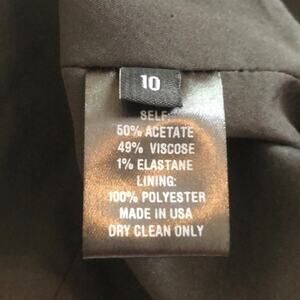 10
SELF:
50% ACETATE
49% VISCOSE
1% ELASTANE
LINING:
100% POLYESTER
MADE IN USA
DRY CLEAN ONLY